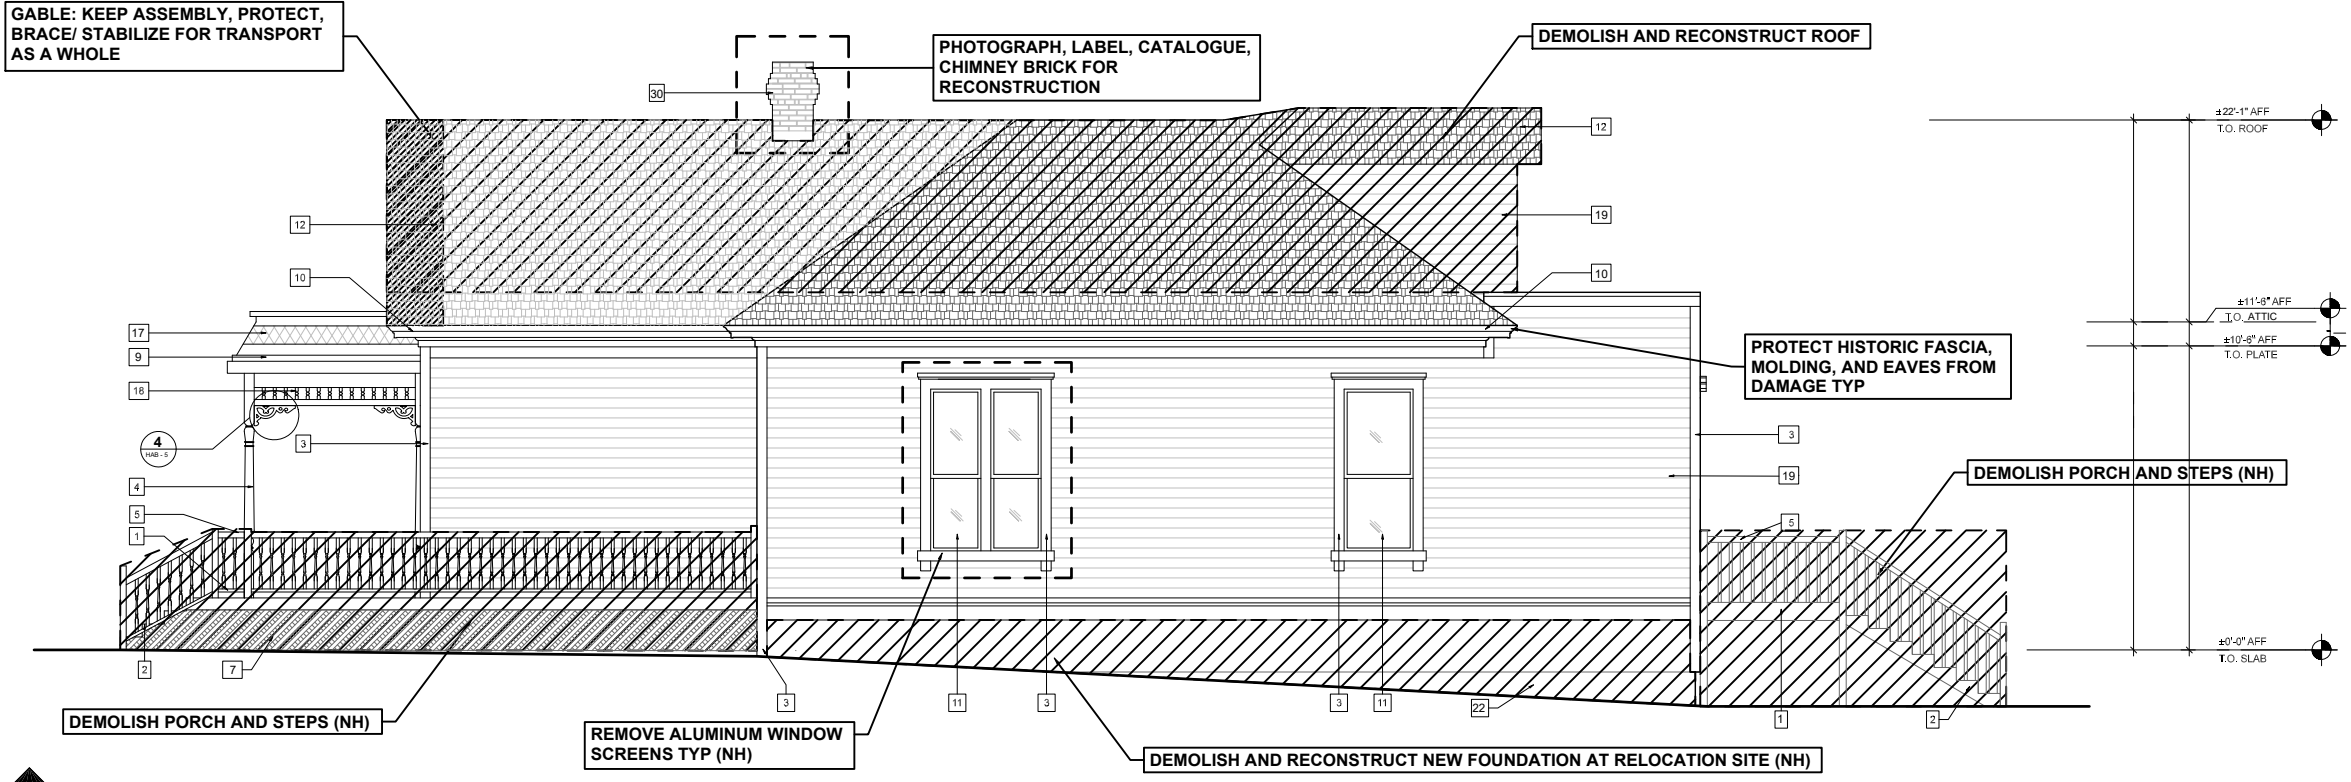 GABLE: KEEP ASSEMBLY, PROTECT,
BRACE/ STABILIZE FOR TRANSPORT
AS A WHOLE
PHOTOGRAPH, LABEL, CATALOGUE,
CHIMNEY BRICK FOR
RECONSTRUCTION
DEMOLISH AND RECONSTRUCT ROOF
30
12
12
19
10
10
17
9
18
4
HAB - 5
3
4
5
1
2
7
±22'-1" AFF
T.O. ROOF
±11'-6" AFF
T.O. ATTIC
±10'-6" AFF
T.O. PLATE
±0'-0" AFF
T.O. SLAB
PROTECT HISTORIC FASCIA,
MOLDING, AND EAVES FROM
DAMAGE TYP
3
19
DEMOLISH PORCH AND STEPS (NH)
5
3
11
3
3
11
22
1
2
DEMOLISH PORCH AND STEPS (NH)
REMOVE ALUMINUM WINDOW
SCREENS TYP (NH)
DEMOLISH AND RECONSTRUCT NEW FOUNDATION AT RELOCATION SITE (NH)